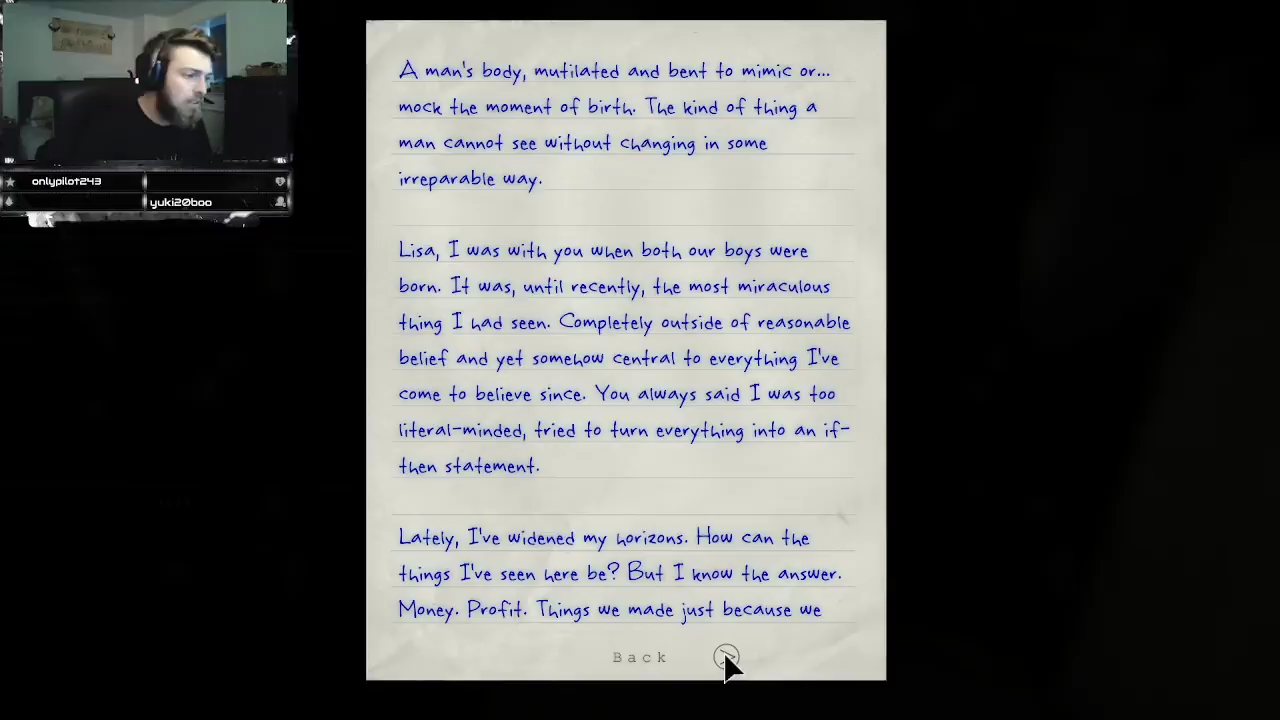 onlypilot243
yuki20boo
A man's body, mutilated and bent to mimic or...
mock the moment of birth. The kind of thing a
man cannot see without changing in some
irreparable way.
Lisa, I was with you when both our boys were
born. It was, until recently, the most miraculous
thing I had seen. Completely outside of reasonable
belief and yet somehow central to everything I've
come to believe since. You always said I was too
literal-minded, tried to turn everything into an if-
then statement.
Lately, I've widened my horizons. How can the
things I've seen here be? But I know the answer.
Money. Profit. Things we made just because we
Back